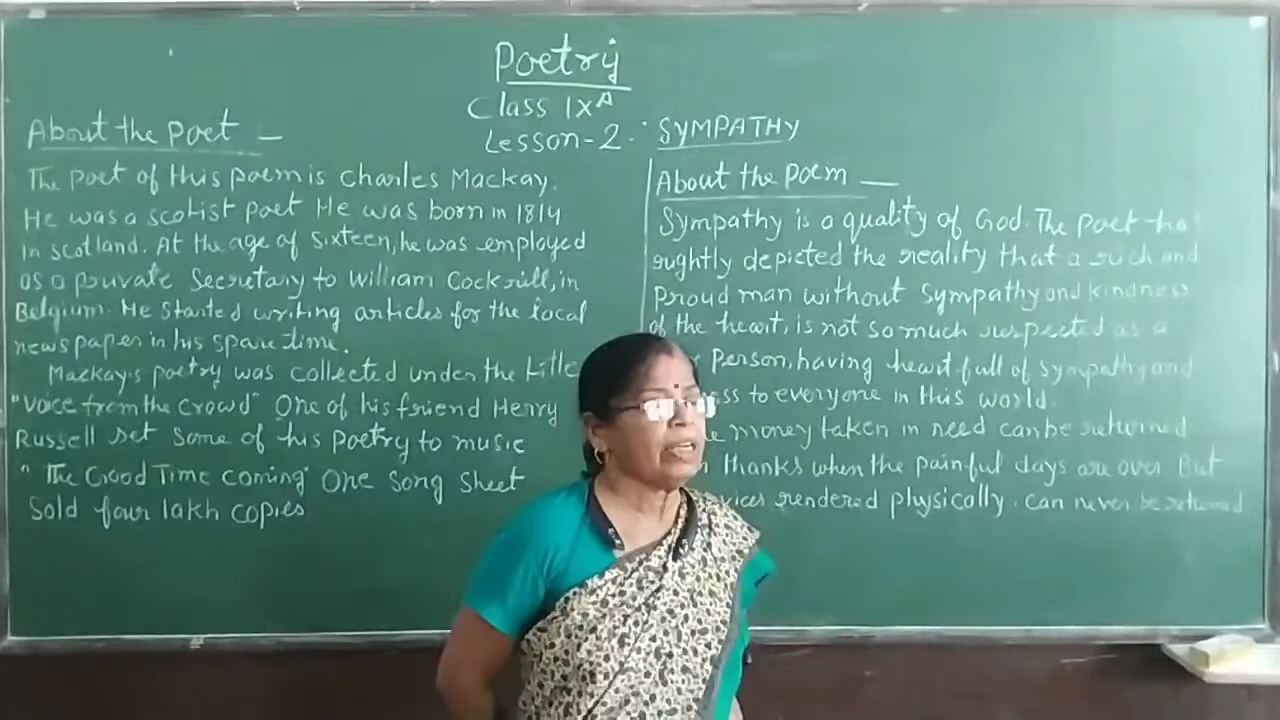 Poetry
Class IX A
Lesson-2. SYMPATHY
About the Poet —
The Poet of this poem is Charles Mackay.
He was a scotist poet He was born in 1814
in scotland. At the age of sixteen, he was employed
as a private Secretary to William Cockrill, in
Belgium. He started writing articles for the local
newspaper in his spare time.
Mackay's poetry was collected under the title
"Voice from the Crowd" One of his friend Henry
Russell set some of his Poetry to music
"The Good Time coming" One Song Sheet
Sold four lakh copies
About the Poem —
Sympathy is a quality of God. The Poet has
rightly depicted the reality that a rich and
Proud man without Sympathy and kindness
of the heart, is not so much respected as a
Person, having heart full of sympathy and
to everyone in this world.
money taken in need can be returned
thanks when the painful days are over But
rendered physically, can never be returned